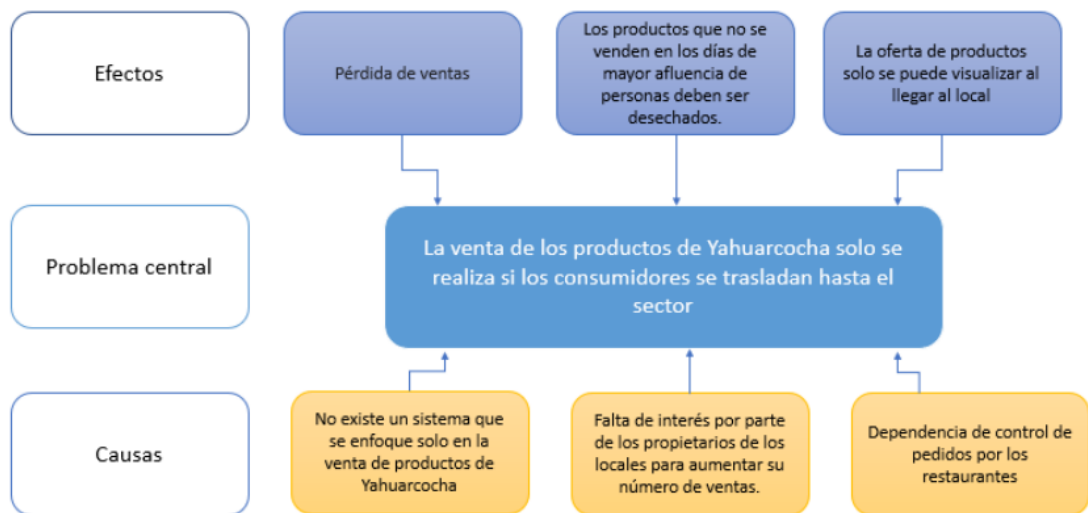 Efectos
Pérdida de ventas
Los productos que no se
venden en los días de
mayor afluencia de
personas deben ser
desechados.
La oferta de productos
solo se puede visualizar al
llegar al local
Problema central
La venta de los productos de Yahuarcocha solo se
realiza si los consumidores se trasladan hasta el
sector
Causas
No existe un sistema que
se enfoque solo en la
venta de productos de
Yahuarcocha
Falta de interés por parte
de los propietarios de los
locales para aumentar su
número de ventas.
Dependencia de control de
pedidos por los
restaurantes